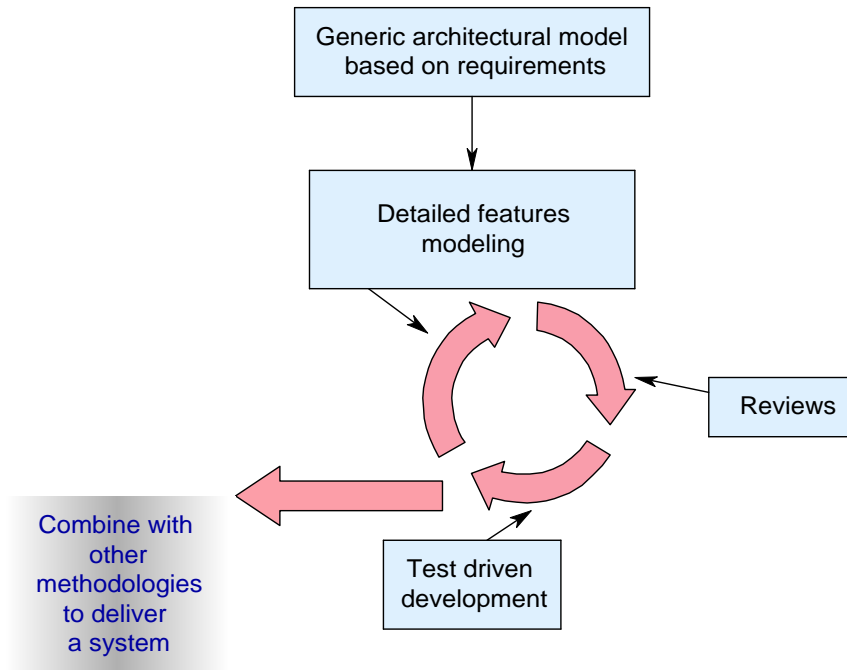 Generic architectural model
based on requirements
Detailed features
modeling
Reviews
Test driven
development
Combine with
other
methodologies
to deliver
a system